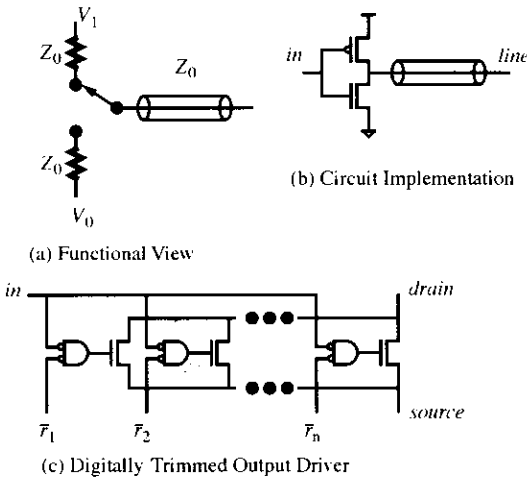 V₁
Z₀
Z₀
Z₀
V₀
(a) Functional View
in
line
(b) Circuit Implementation
in
drain
r̅₁
r̅₂
r̅ₙ
source
(c) Digitally Trimmed Output Driver